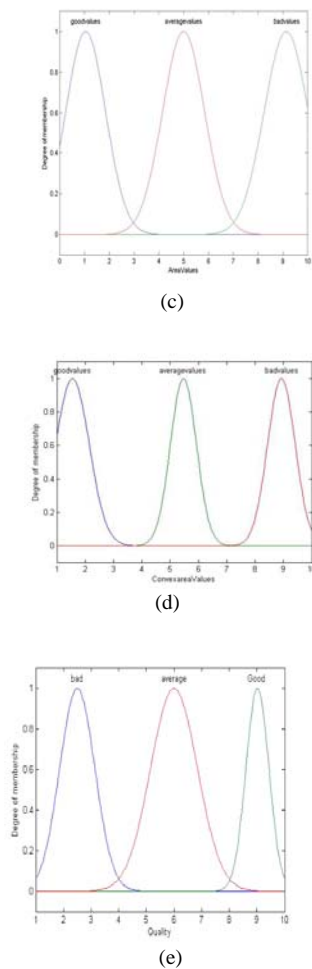 goodvalues averagevalues badvalues
1
0.8
0.6
0.4
0.2
0
Degree of membership
0 1 2 3 4 5 6 7 8 9 10
AreaValues
(c)
goodvalues averagevalues badvalues
1
0.8
0.6
0.4
0.2
0
Degree of membership
1 2 3 4 5 6 7 8 9 10
ConvexareaValues
(d)
bad average Good
1
0.8
0.6
0.4
0.2
0
Degree of membership
1 2 3 4 5 6 7 8 9 10
Quality
(e)